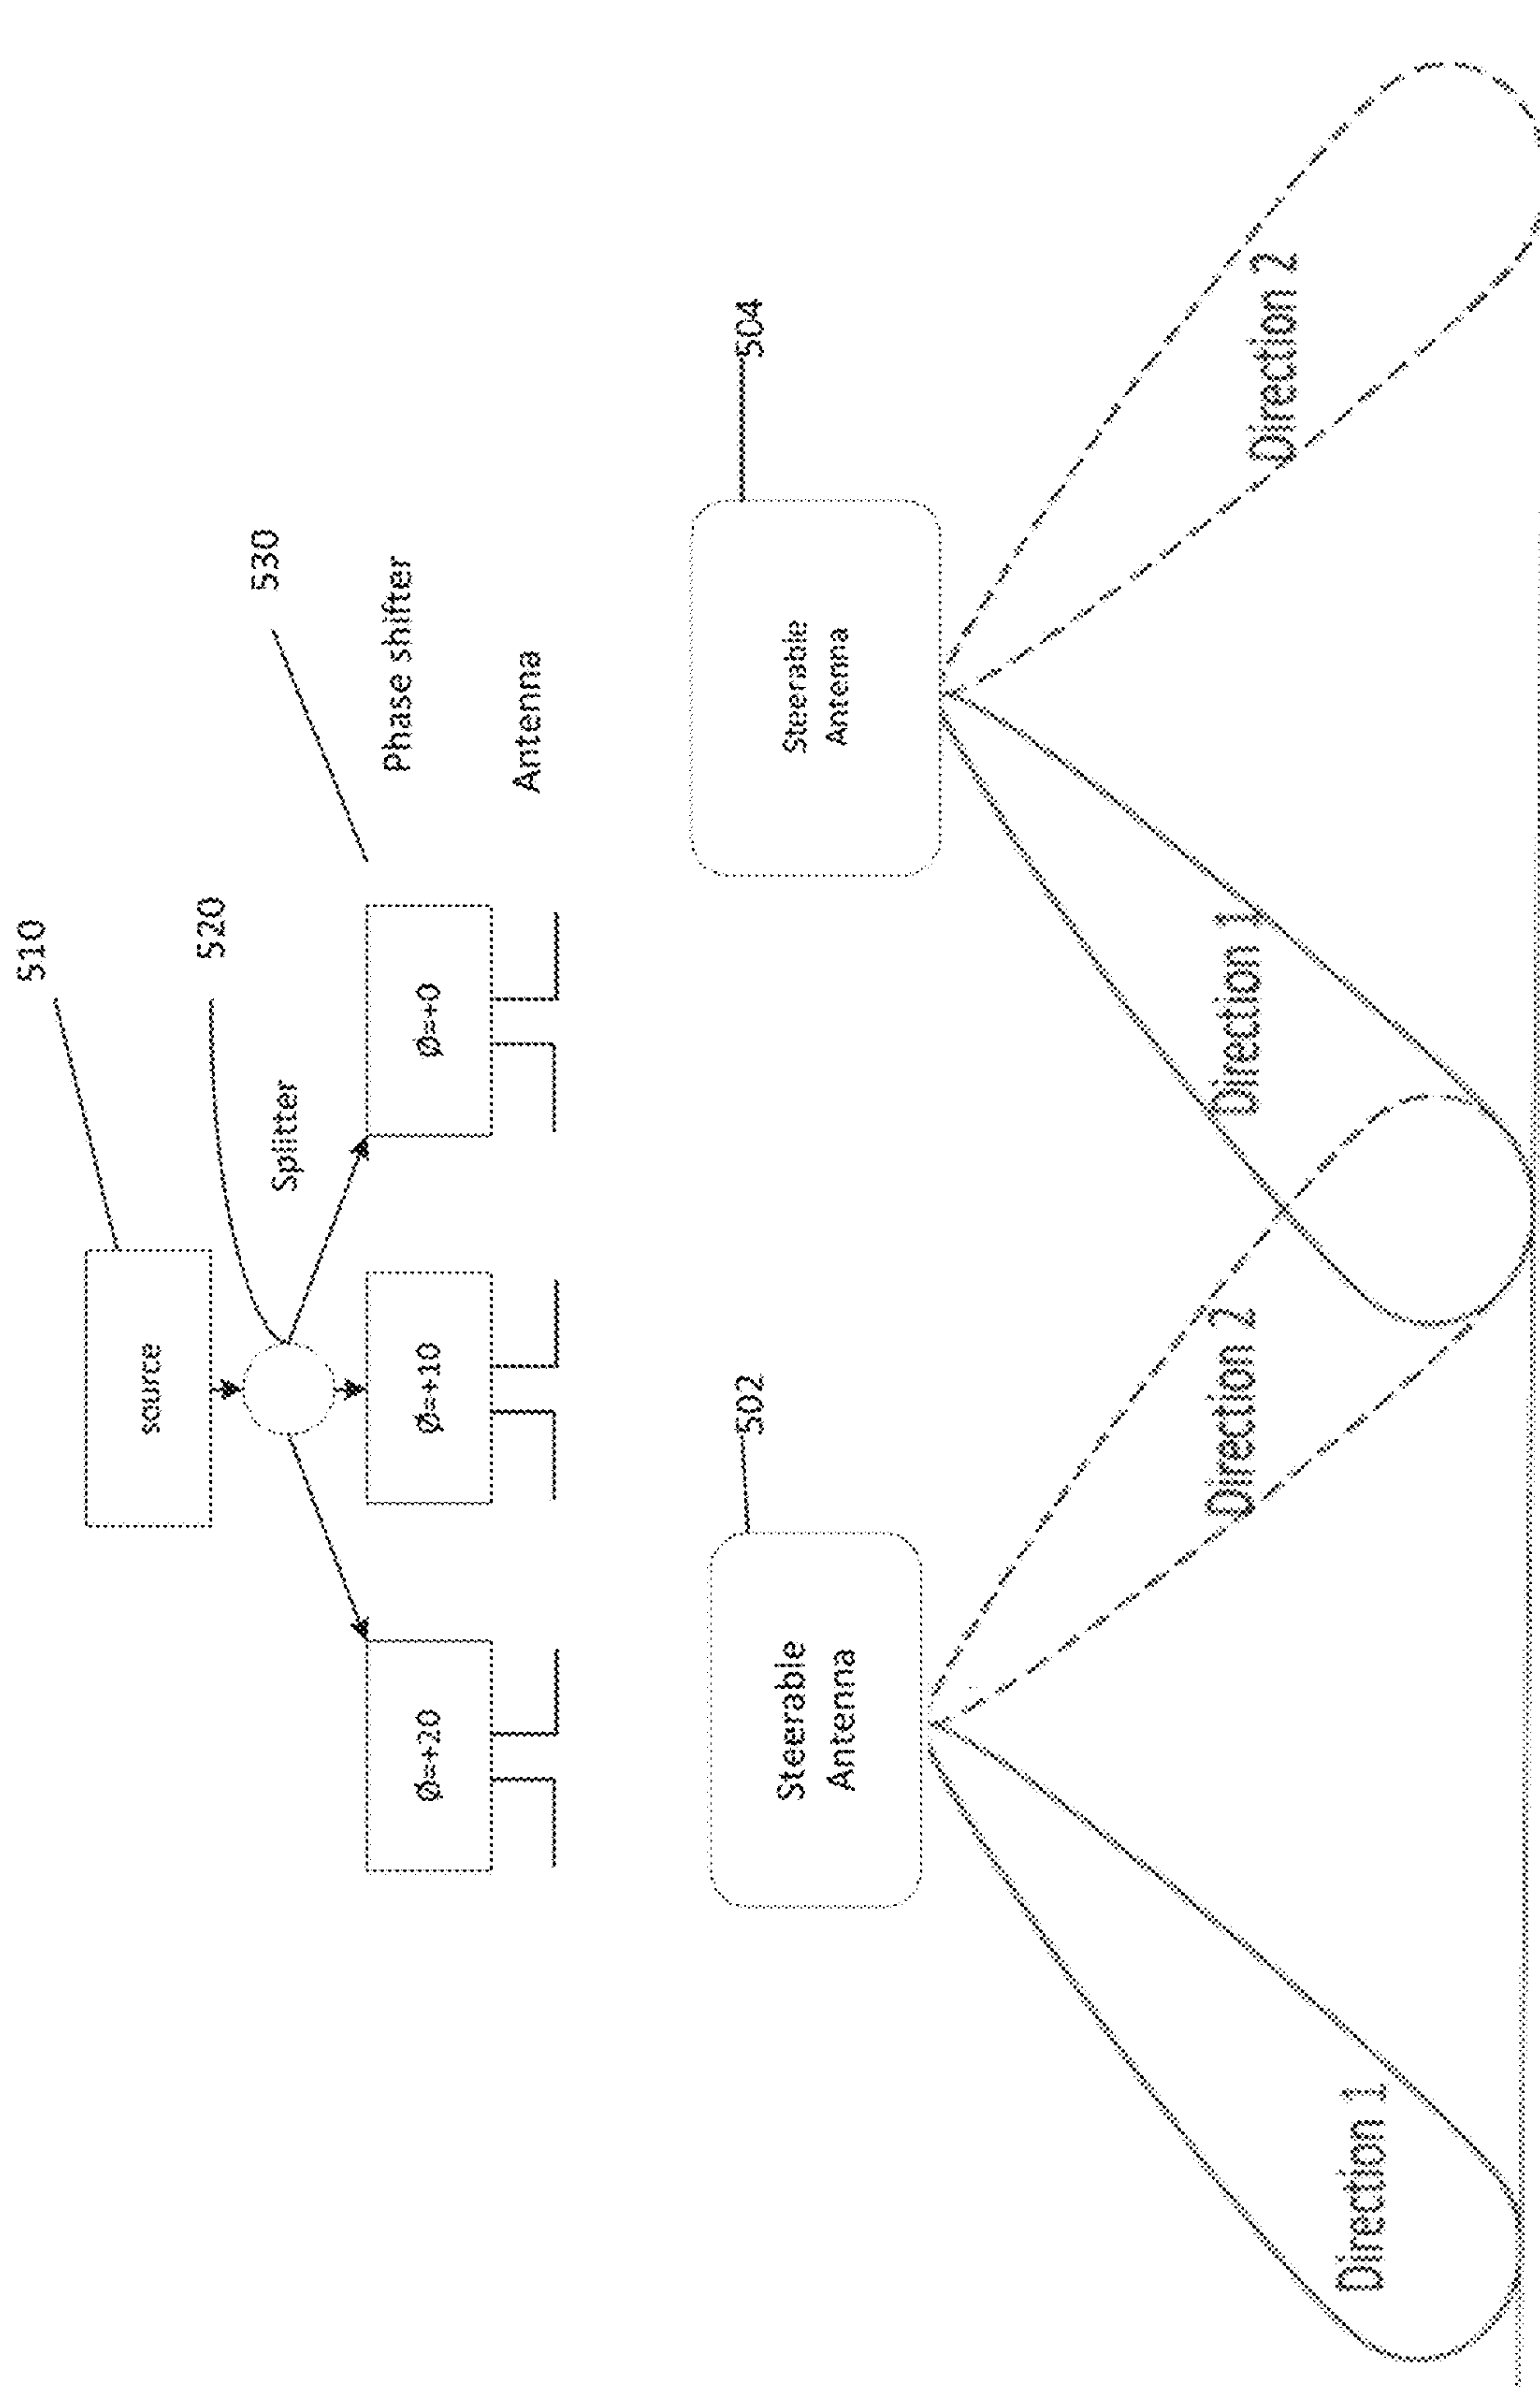 510
source
520
Splitter
530
Ø=+20
Ø=+10
Ø=+0
Phase shifter
Antenna
502
504
Steerable
Antenna
Steerable
Antenna
Direction 1
Direction 2
Direction 1
Direction 2